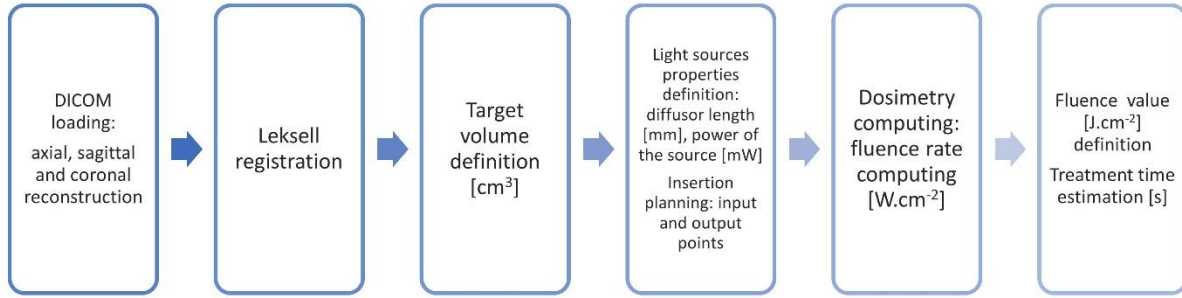 DICOM
loading:
axial, sagittal
and coronal
reconstruction
Leksell
registration
Target
volume
definition
[cm³]
Light sources
properties
definition:
diffusor length
[mm], power of
the source [mW]
Insertion
planning: input
and output
points
Dosimetry
computing:
fluence rate
computing
[W.cm⁻²]
Fluence value
[J.cm⁻²]
definition
Treatment time
estimation [s]